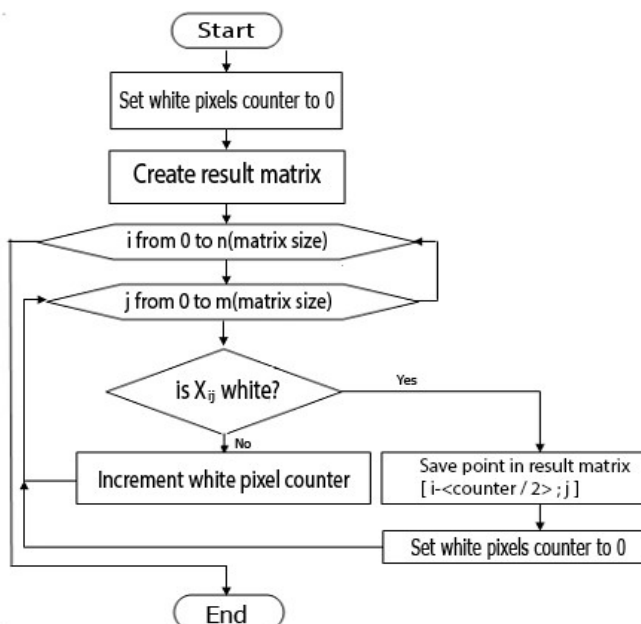 Start
Set white pixels counter to 0
Create result matrix
i from 0 to n(matrix size)
j from 0 to m(matrix size)
is Xij white?
Yes
No
Increment white pixel counter
Save point in result matrix
[ i-<counter / 2> ; j ]
Set white pixels counter to 0
End